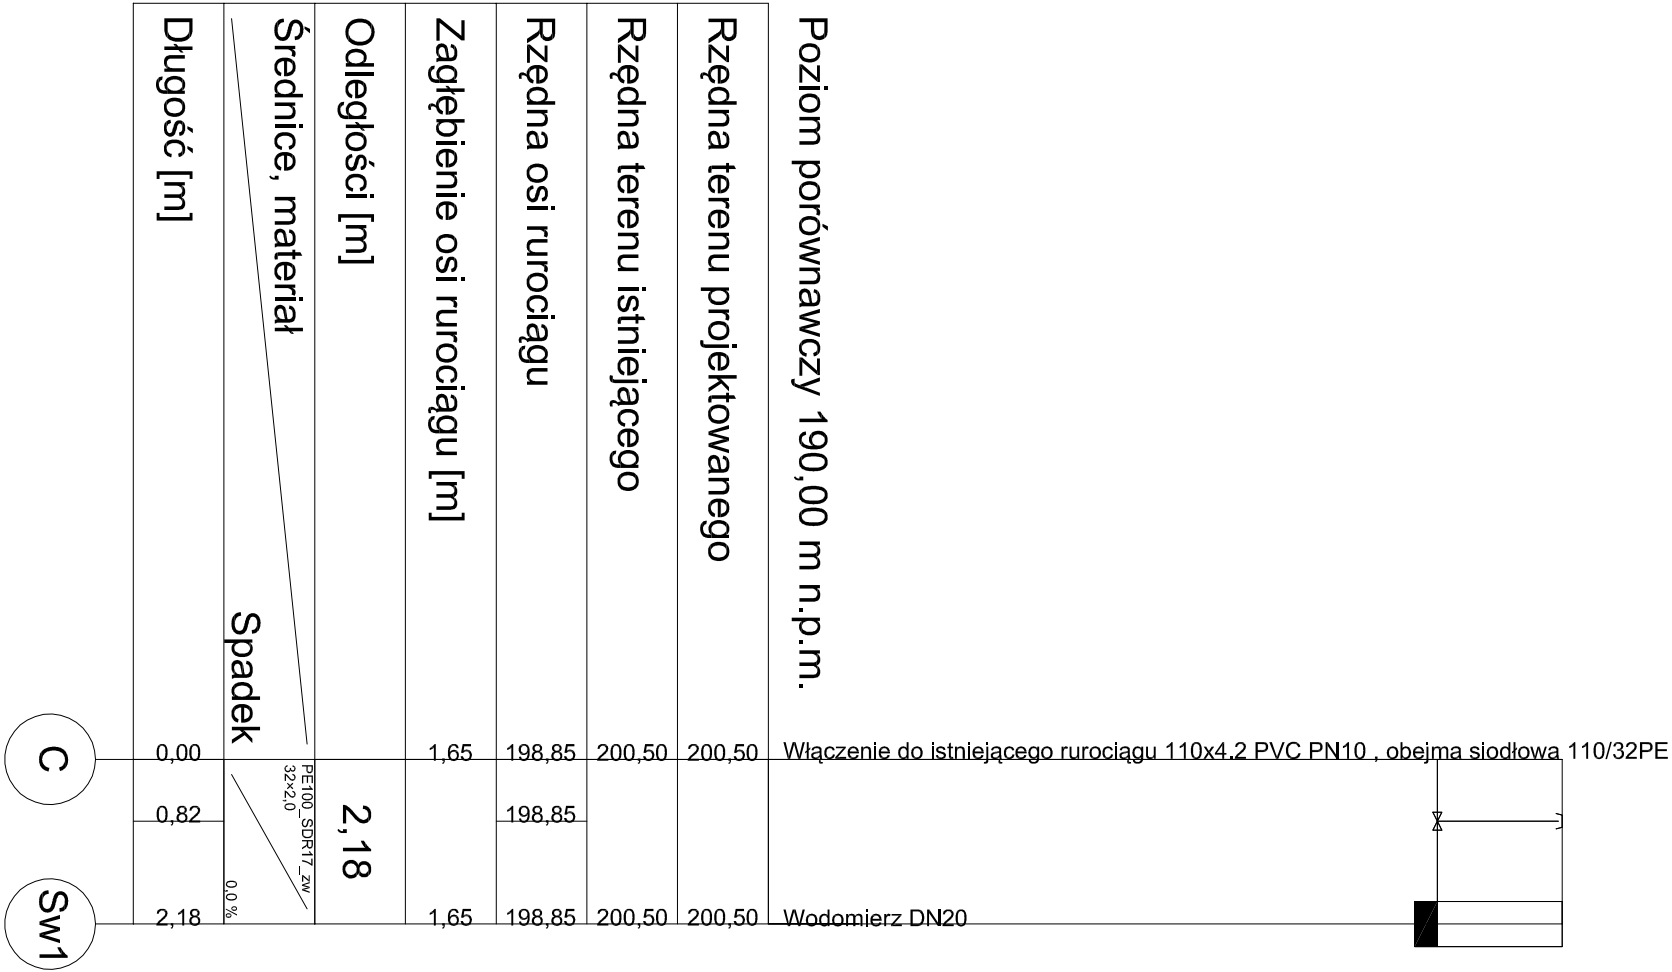 Poziom porównawczy 190,00 m n.p.m.
Rzędna terenu projektowanego
200,50
200,50
Rzędna terenu istniejącego
200,50
200,50
Rzędna osi rurociągu
198,85
198,85
198,85
Zagłębienie osi rurociągu [m]
1,65
1,65
Odległości [m]
2,18
Średnice, materiał
Spadek
PE100_SDR17_zw
32×2,0
0,0 %
Długość [m]
0,00
0,82
2,18
C
Sw1
Włączenie do istniejącego rurociągu 110x4.2 PVC PN10 , obejma siodłowa 110/32PE
Wodomierz DN20